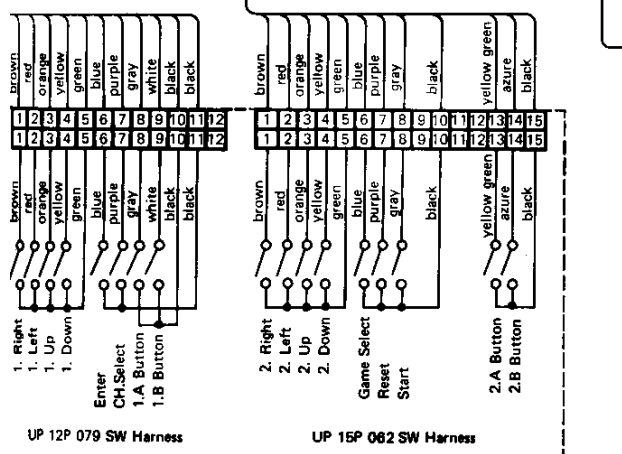 brown red orange yellow green blue purple gray white black black
1 2 3 4 5 6 7 8 9 10 11 12
1 2 3 4 5 6 7 8 9 10 11 12
brown red orange yellow green blue purple gray white black black
1. Right
1. Left
1. Up
1. Down
Enter
CH.Select
1.A Button
1.B Button
UP 12P 079 SW Harness
brown red orange yellow green blue purple gray black yellow green azure black
1 2 3 4 5 6 7 8 9 10 11 12 13 14 15
1 2 3 4 5 6 7 8 9 10 11 12 13 14 15
brown red orange yellow green blue purple gray black yellow green azure black
2. Right
2. Left
2. Up
2. Down
Game Select
Reset
Start
2.A Button
2.B Button
UP 15P 062 SW Harness